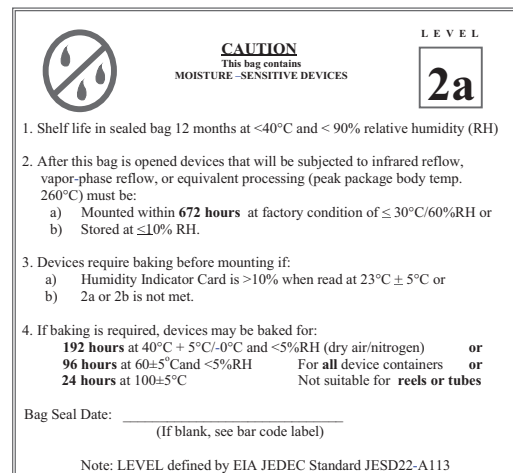 LEVEL
CAUTION
This bag contains
MOISTURE –SENSITIVE DEVICES
2a
1. Shelf life in sealed bag 12 months at <40°C and < 90% relative humidity (RH)
2. After this bag is opened devices that will be subjected to infrared reflow,
vapor-phase reflow, or equivalent processing (peak package body temp.
260°C) must be:
a) Mounted within 672 hours at factory condition of ≤ 30°C/60%RH or
b) Stored at ≤10% RH.
3. Devices require baking before mounting if:
a) Humidity Indicator Card is >10% when read at 23°C ± 5°C or
b) 2a or 2b is not met.
4. If baking is required, devices may be baked for:
192 hours at 40°C + 5°C/-0°C and <5%RH (dry air/nitrogen) or
96 hours at 60±5°Cand <5%RH For all device containers or
24 hours at 100±5°C Not suitable for reels or tubes
Bag Seal Date: ______________________________
(If blank, see bar code label)
Note: LEVEL defined by EIA JEDEC Standard JESD22-A113